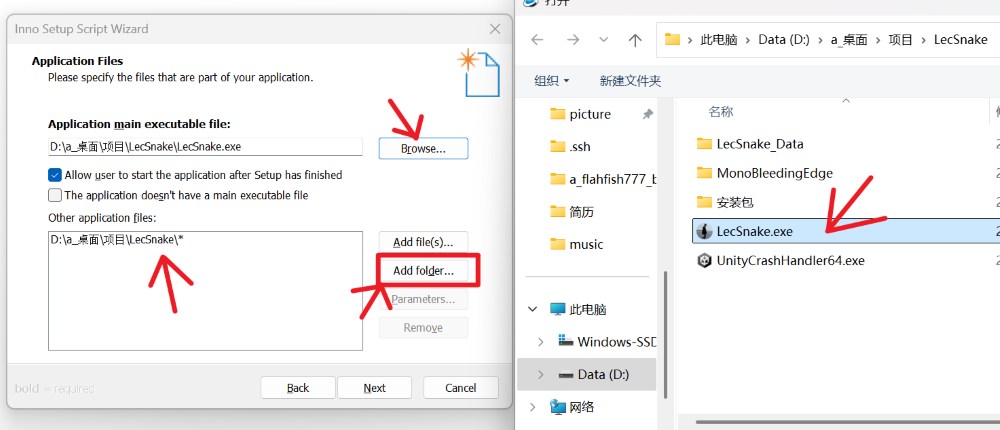 Inno Setup Script Wizard
Application Files
Please specify the files that are part of your application.
Application main executable file:
D:\a_桌面\项目\LecSnake\LecSnake.exe
Browse...
Allow user to start the application after Setup has finished
The application doesn't have a main executable file
Other application files:
D:\a_桌面\项目\LecSnake\*
Add file(s)...
Add folder...
Parameters...
Remove
bold = required
Back
Next
Cancel
打开
此电脑 > Data (D:) > a_桌面 > 项目 > LecSnake
组织
新建文件夹
picture
.ssh
a_flahfish777_b
简历
music
此电脑
Windows-SSD
Data (D:)
网络
名称
LecSnake_Data
MonoBleedingEdge
安装包
LecSnake.exe
UnityCrashHandler64.exe